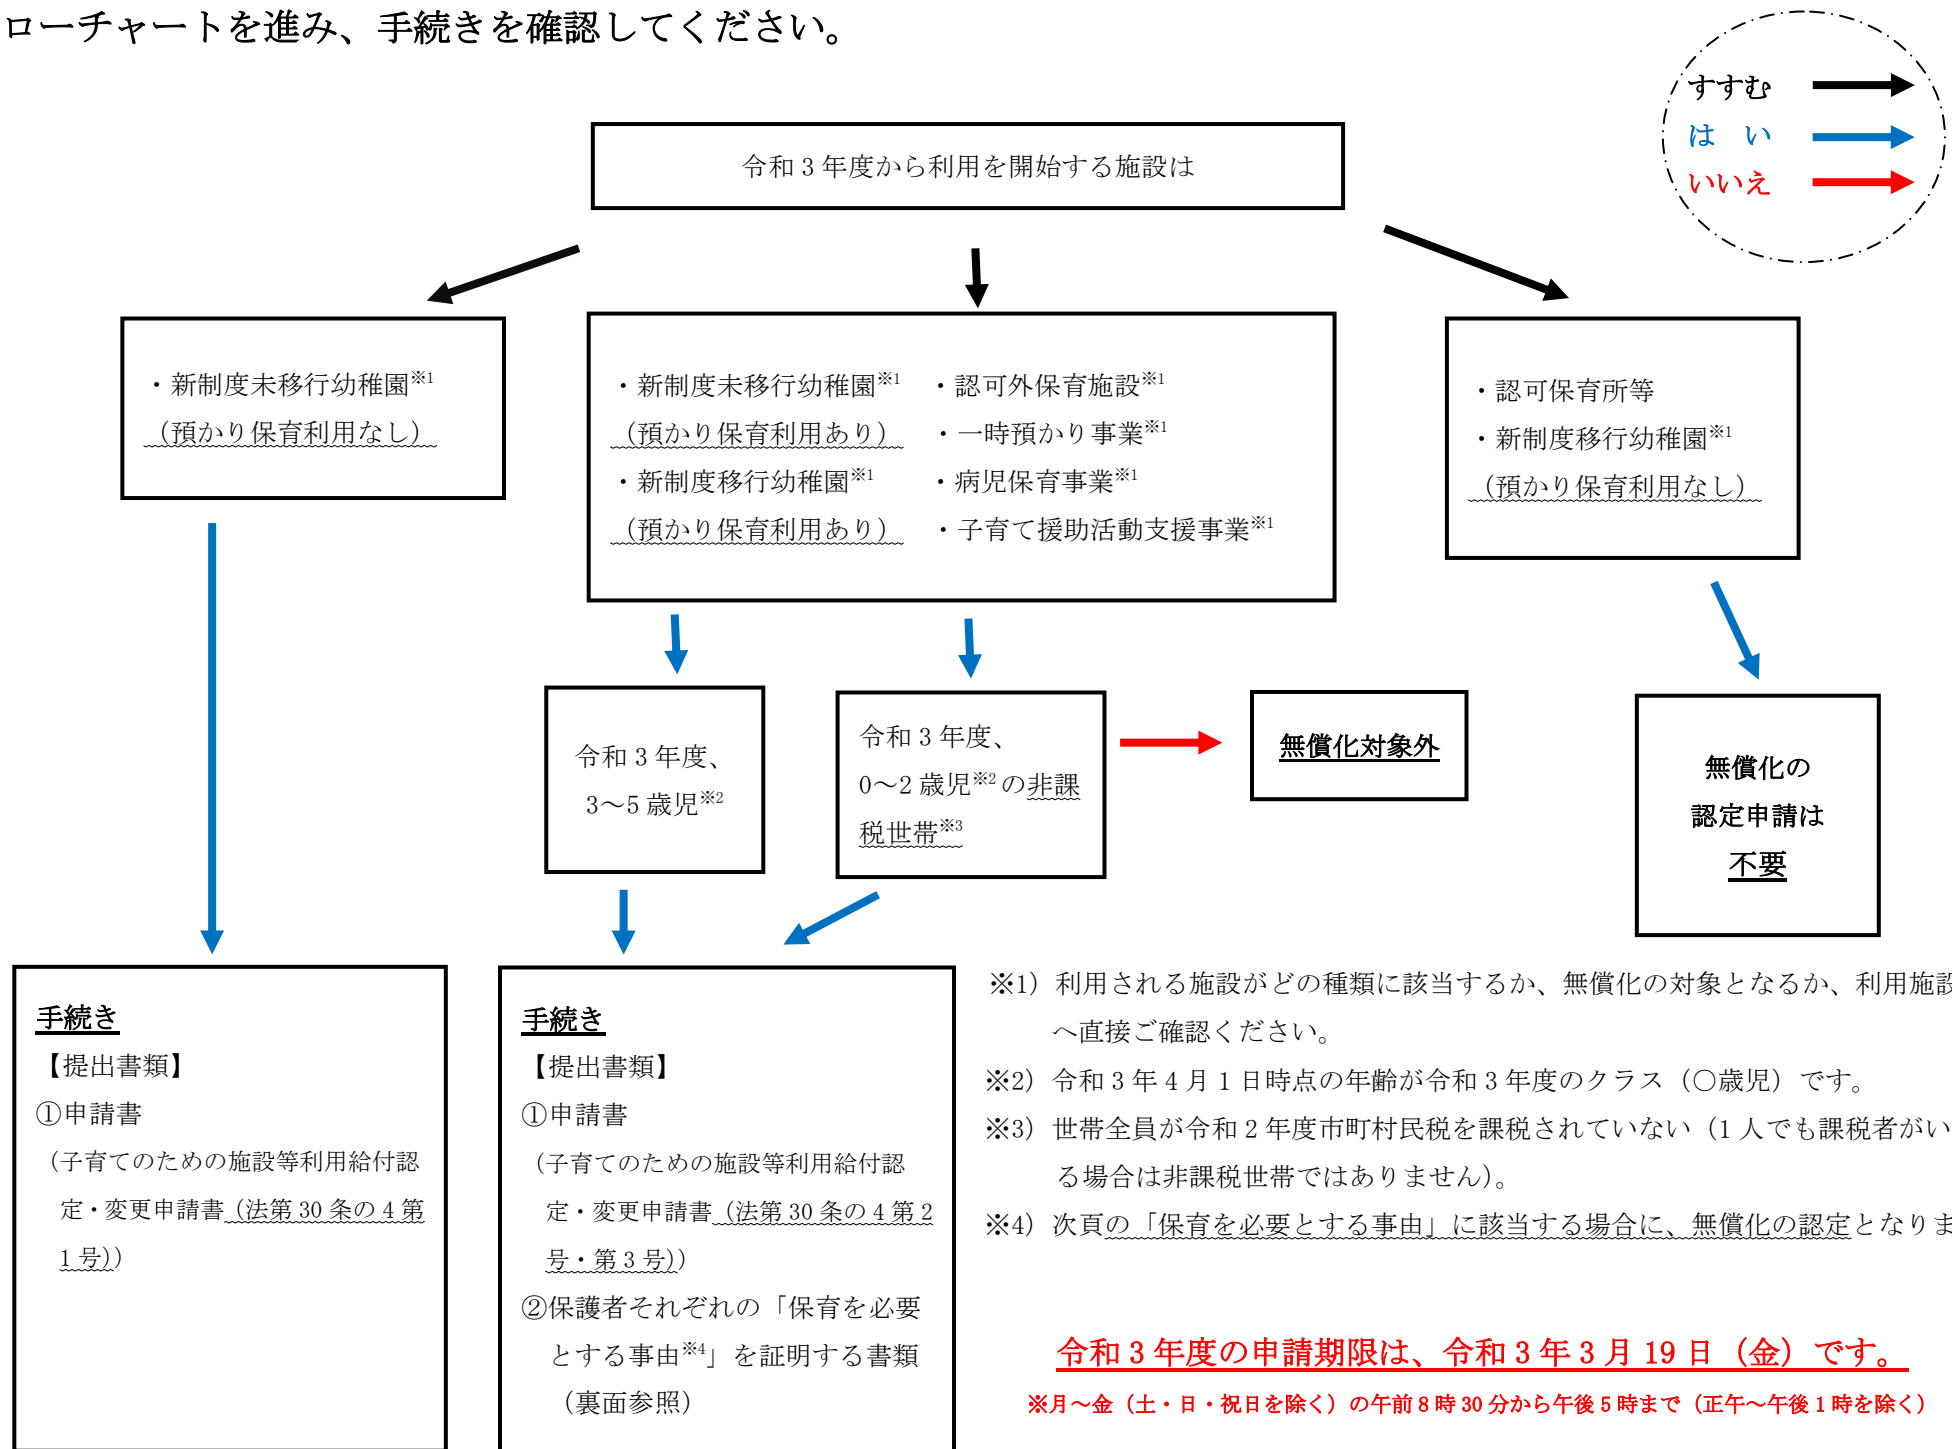 ローチャートを進み、手続きを確認してください。
すすむ
は　い
いいえ
令和3年度から利用を開始する施設は
・新制度未移行幼稚園※1
（預かり保育利用なし）
・新制度未移行幼稚園※1
（預かり保育利用あり）
・新制度移行幼稚園※1
（預かり保育利用あり）
・認可外保育施設※1
・一時預かり事業※1
・病児保育事業※1
・子育て援助活動支援事業※1
・認可保育所等
・新制度移行幼稚園※1
（預かり保育利用なし）
令和3年度、
3～5歳児※2
令和3年度、
0～2歳児※2の非課
税世帯※3
無償化対象外
無償化の
認定申請は
不要
手続き
【提出書類】
①申請書
（子育てのための施設等利用給付認
定・変更申請書（法第30条の4第
1号））
手続き
【提出書類】
①申請書
（子育てのための施設等利用給付認
定・変更申請書（法第30条の4第2
号・第3号））
②保護者それぞれの「保育を必要
とする事由※4」を証明する書類
（裏面参照）
※1）利用される施設がどの種類に該当するか、無償化の対象となるか、利用施設
へ直接ご確認ください。
※2）令和3年4月1日時点の年齢が令和3年度のクラス（○歳児）です。
※3）世帯全員が令和2年度市町村民税を課税されていない（1人でも課税者がい
る場合は非課税世帯ではありません）。
※4）次頁の「保育を必要とする事由」に該当する場合に、無償化の認定となりま
令和3年度の申請期限は、令和3年3月19日（金）です。
※月～金（土・日・祝日を除く）の午前8時30分から午後5時まで（正午～午後1時を除く）